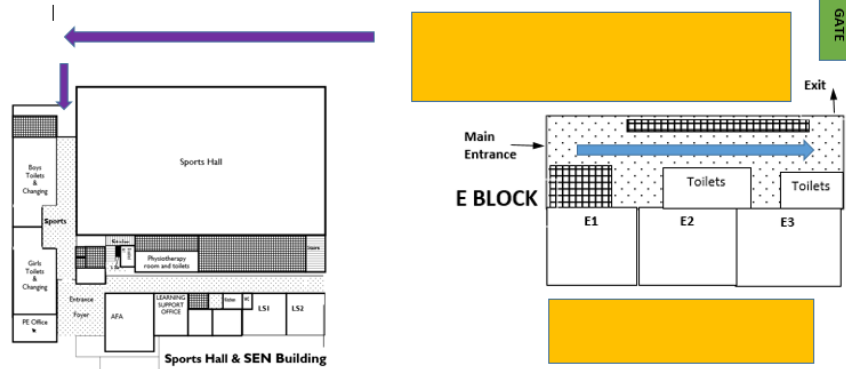 GATE
Exit
Main
Entrance
Toilets
Toilets
E BLOCK
E1
E2
E3
Sports Hall
Boys
Toilets
&
Changing
Sports
Kitchen
Physiotherapy
room and toilets
Girls
Toilets
&
Changing
Entrance
Foyer
PE Office
AFA
LEARNING
SUPPORT
OFFICE
LS1
LS2
Sports Hall & SEN Building